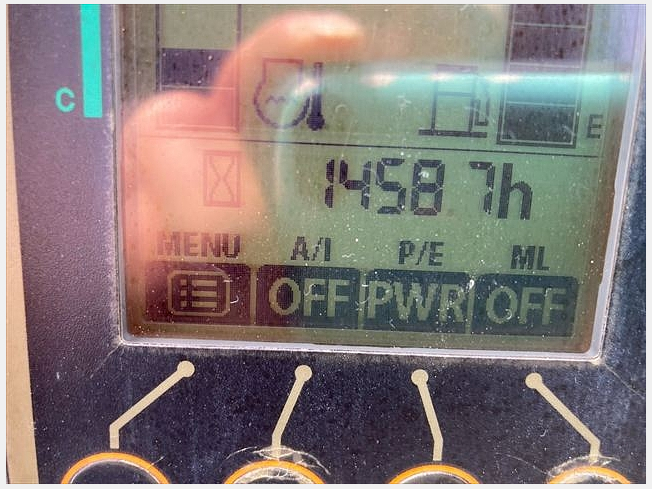 C
E
1458 7h
MENU A/I P/E ML
OFF PWR OFF